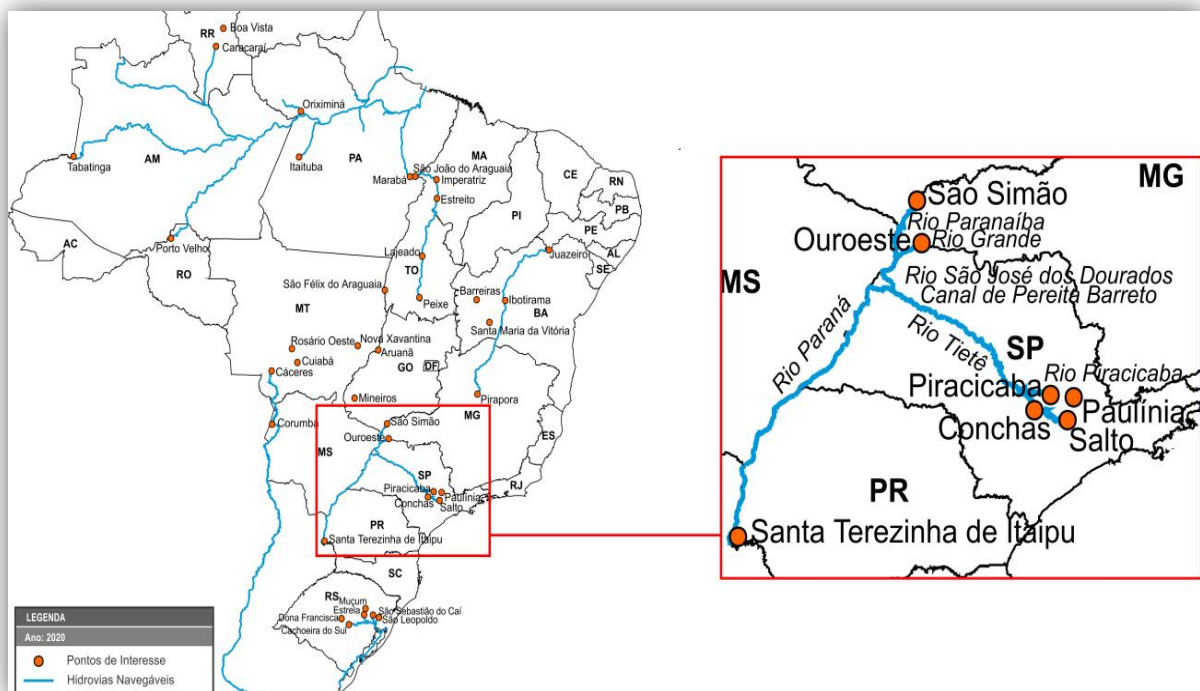 RR
Boa Vista
Caracaraí
Oriximiná
Tabatinga
AM
Itaituba
PA
MA
São João do Araguaia
Marabá
Imperatriz
Estreito
CE
RN
PB
PI
PE
AL
SE
AC
Porto Velho
RO
Lajeado
TO
Juazeiro
São Félix do Araguaia
Peixe
Barreiras
Ibotirama
BA
MT
Santa Maria da Vitória
Rosário Oeste
Nova Xavantina
Cuiabá
Aruanã
Cáceres
GO
DF
Mineiros
Pirapora
MG
Corumba
São Simão
Ouroeste
ES
MS
SP
RJ
Piracicaba
Paulínia
Conchas
Salto
PR
Santa Terezinha de Itaipu
SC
RS
Muçum
Estrela
São Sebastião do Caí
Dona Francisca
São Leopoldo
Cachoeira do Sul
LEGENDA
Ano: 2020
Pontos de Interesse
Hidrovias Navegáveis
MG
São Simão
Rio Paranaíba
Ouroeste
Rio Grande
MS
Rio São José dos Dourados
Canal de Pereita Barreto
Rio Paraná
Rio Tietê
SP
Rio Piracicaba
Piracicaba
Paulínia
Conchas
Salto
PR
Santa Terezinha de Itaipu